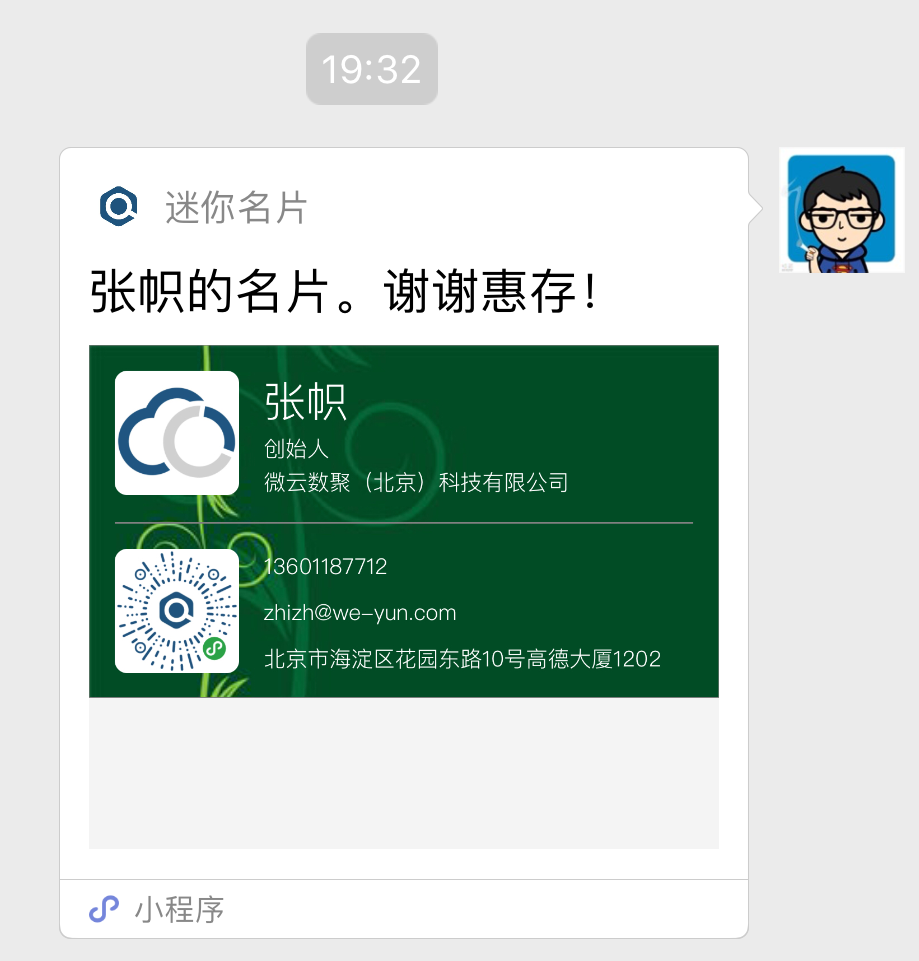 19:32
迷你名片
张帜的名片。谢谢惠存！
张帜
创始人
微云数聚（北京）科技有限公司
13601187712
zhizh@we-yun.com
北京市海淀区花园东路10号高德大厦1202
小程序